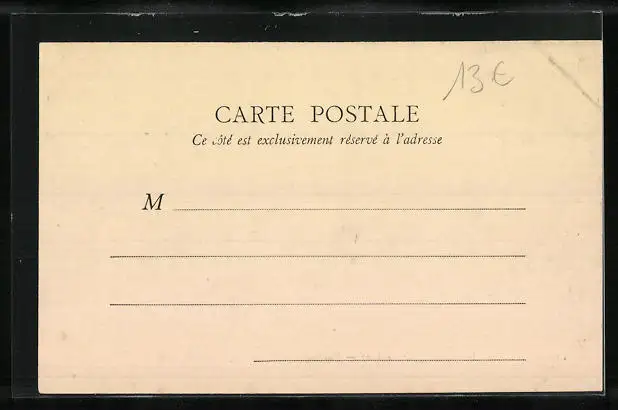 13€
CARTE POSTALE
Ce côté est exclusivement réservé à l'adresse
M